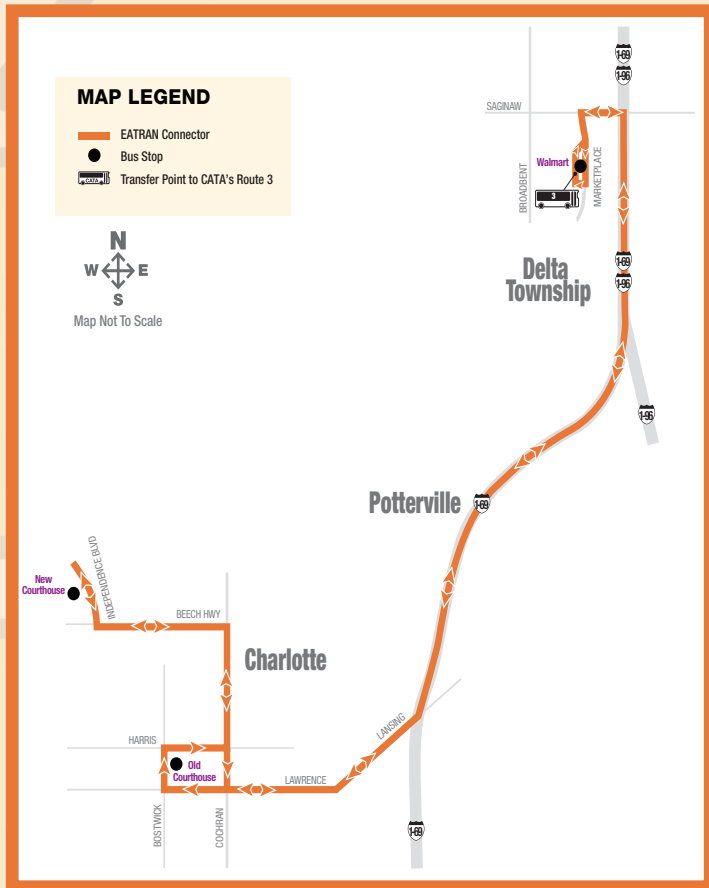 MAP LEGEND
EATRAN Connector
Bus Stop
CATA
Transfer Point to CATA's Route 3
N
W E
S
Map Not To Scale
I-69
I-96
SAGINAW
Walmart
BROADBENT
MARKETPLACE
3
Delta
Township
I-69
I-96
I-96
Potterville
I-69
New
Courthouse
INDEPENDENCE BLVD
BEECH HWY
Charlotte
HARRIS
Old
Courthouse
LANSING
LAWRENCE
BOSTWICK
COCHRAN
I-69